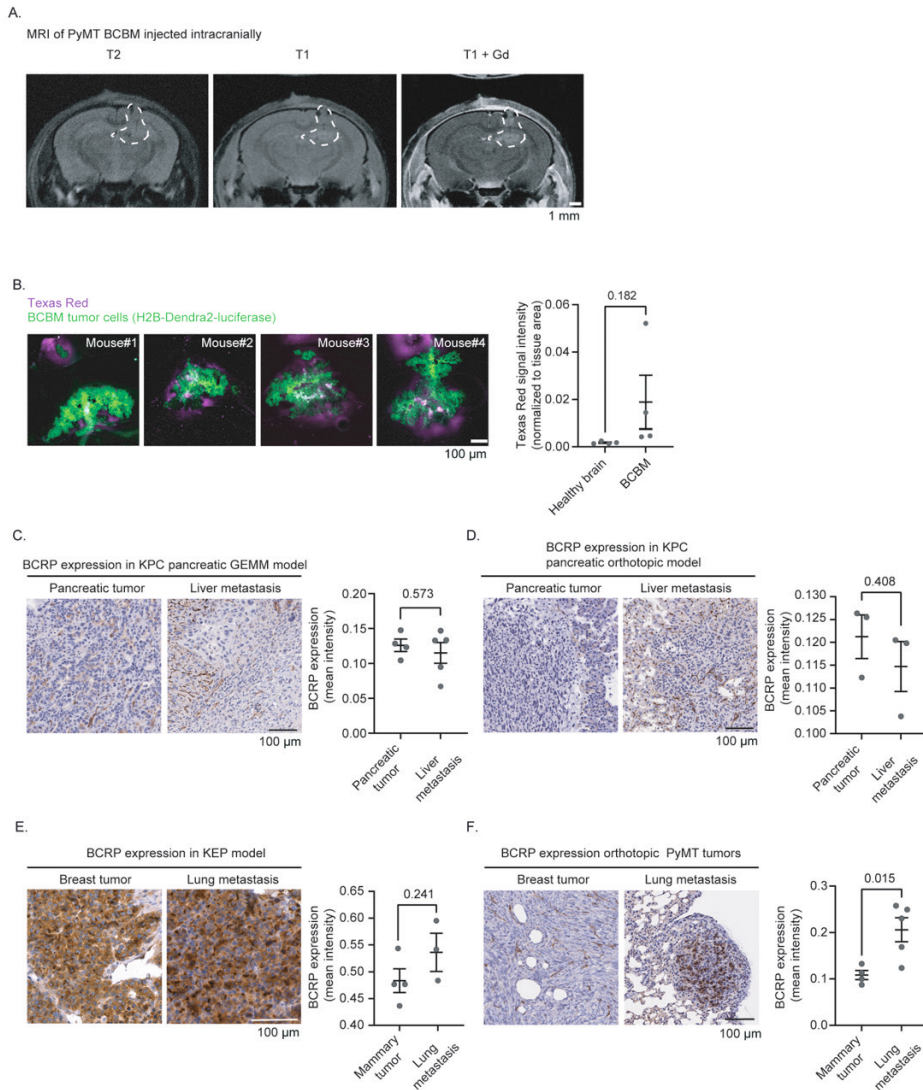 A.
MRI of PyMT BCBM injected intracranially
T2
T1
T1 + Gd
1 mm
B.
Texas Red
BCBM tumor cells (H2B-Dendra2-luciferase)
Mouse#1
Mouse#2
Mouse#3
Mouse#4
100 µm
Texas Red signal intensity
(normalized to tissue area)
0.06
0.04
0.02
0.00
0.182
Healthy brain
BCBM
C.
BCRP expression in KPC pancreatic GEMM model
Pancreatic tumor
Liver metastasis
100 µm
BCRP expression
(mean intensity)
0.20
0.15
0.10
0.05
0.00
0.573
Pancreatic
tumor
Liver
metastasis
D.
BCRP expression in KPC
pancreatic orthotopic model
Pancreatic tumor
Liver metastasis
100 µm
BCRP expression
(mean intensity)
0.130
0.125
0.120
0.115
0.110
0.105
0.100
0.408
Pancreatic
tumor
Liver
metastasis
E.
BCRP expression in KEP model
Breast tumor
Lung metastasis
100 µm
BCRP expression
(mean intensity)
0.65
0.60
0.55
0.50
0.45
0.40
0.241
Mammary
tumor
Lung
metastasis
F.
BCRP expression orthotopic PyMT tumors
Breast tumor
Lung metastasis
100 µm
BCRP expression
(mean intensity)
0.3
0.2
0.1
0.0
0.015
Mammary
tumor
Lung
metastasis